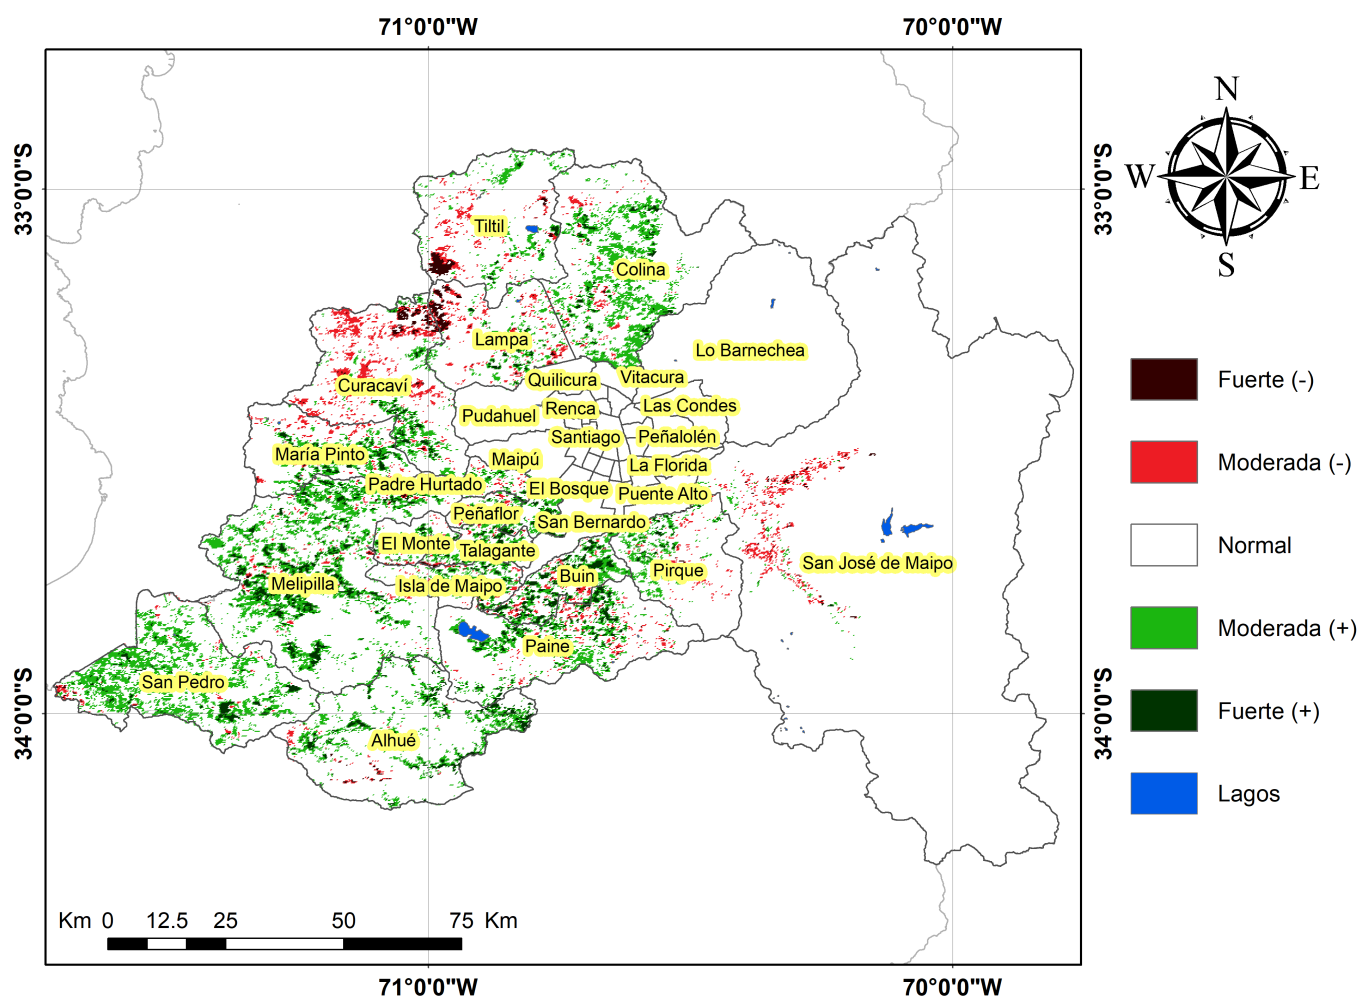 71°0'0"W
70°0'0"W
33°0'0"S
33°0'0"S
N
W
E
S
Tiltil
Colina
Lampa
Lo Barnechea
Curacaví
Quilicura
Vitacura
Pudahuel
Renca
Las Condes
Santiago
Peñalolén
María Pinto
Maipú
La Florida
Padre Hurtado
El Bosque
Puente Alto
Peñaflor
San Bernardo
El Monte
Talagante
San José de Maipo
Melipilla
Isla de Maipo
Buin
Pirque
Paine
San Pedro
Alhué
Fuerte (-)
Moderada (-)
Normal
Moderada (+)
Fuerte (+)
Lagos
34°0'0"S
34°0'0"S
Km 0 12.5 25 50 75 Km
71°0'0"W
70°0'0"W